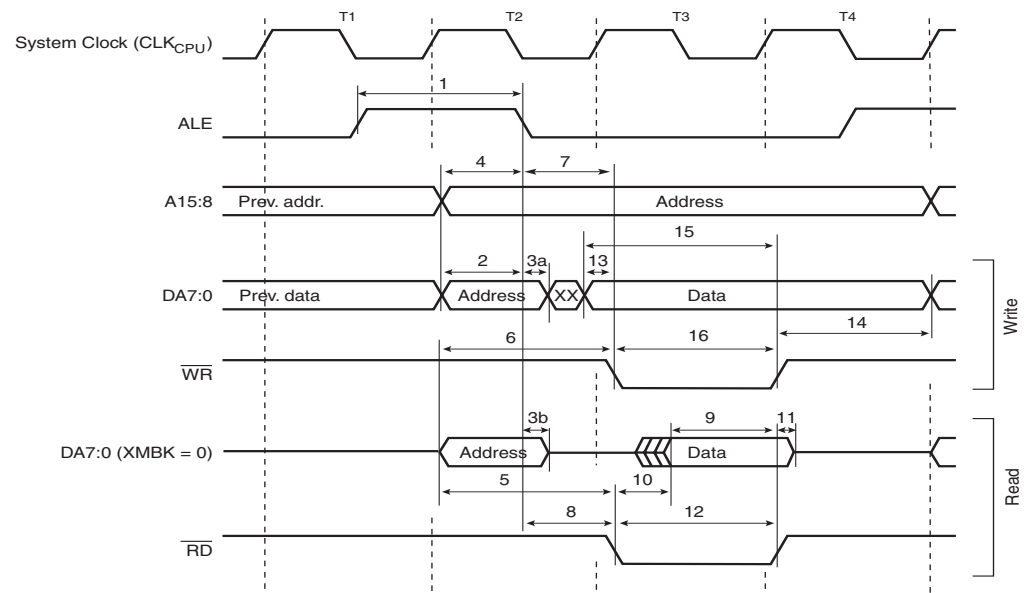 T1 T2 T3 T4
System Clock (CLKCPU)
1
ALE
4 7
A15:8 Prev. addr. Address
15
2 3a 13
DA7:0 Prev. data Address XX Data
14
6 16
WR
Write
3b 9 11
DA7:0 (XMBK = 0) Address Data
5 10
Read
8 12
RD